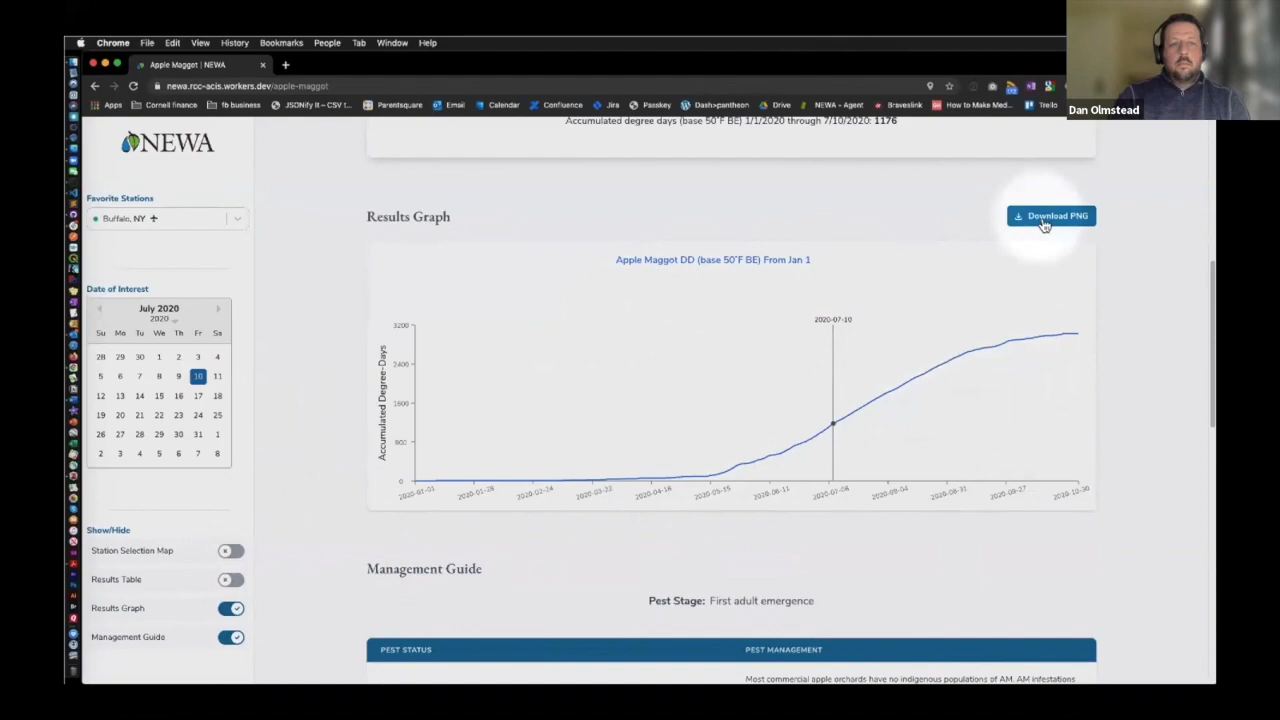 Chrome File Edit View History Bookmarks People Tab Window Help
Dan Olmstead
Apple Maggot | NEWA
newa.rcc-acis.workers.dev/apple-maggot
Apps Cornell finance fb business JSONify It – CSV t... Parentsquare Email Calendar Confluence Jira Passkey Dash>pantheon Drive NEWA – Agent Braveslink How to Make Med... Trello
NEWA
Favorite Stations
Buffalo, NY
Date of Interest
July 2020
2020
Su Mo Tu We Th Fr Sa
28 29 30 1 2 3 4
5 6 7 8 9 10 11
12 13 14 15 16 17 18
19 20 21 22 23 24 25
26 27 28 29 30 31 1
2 3 4 5 6 7 8
Show/Hide
Station Selection Map
Results Table
Results Graph
Management Guide
Accumulated degree days (base 50°F BE) 1/1/2020 through 7/10/2020: 1176
Results Graph
Download PNG
Apple Maggot DD (base 50°F BE) From Jan 1
2020-07-10
Accumulated Degree-Days
3200
2400
1600
800
0
2020-01-01 2020-01-28 2020-02-24 2020-03-22 2020-04-18 2020-05-15 2020-06-11 2020-07-08 2020-08-04 2020-08-31 2020-09-27 2020-10-30
Management Guide
Pest Stage: First adult emergence
PEST STATUS PEST MANAGEMENT
Most commercial apple orchards have no indigenous populations of AM. AM infestations